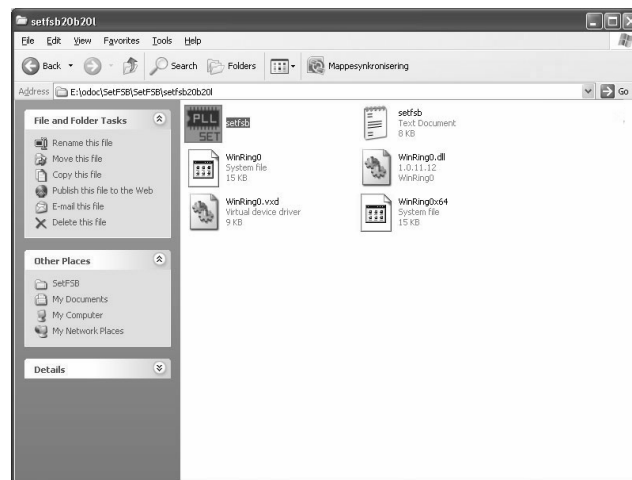 setfsb20b20l
File Edit View Favorites Tools Help
Back Search Folders Mappesynkronisering
Address E:\odoc\SetFSB\SetFSB\setfsb20b20l Go
File and Folder Tasks
Rename this file
Move this file
Copy this file
Publish this file to the Web
E-mail this file
Delete this file
Other Places
SetFSB
My Documents
My Computer
My Network Places
Details
PLL
SET
setfsb
setfsb
Text Document
8 KB
WinRing0
System file
15 KB
WinRing0.dll
1.0.11.12
WinRing0
WinRing0.vxd
Virtual device driver
9 KB
WinRing0x64
System file
15 KB